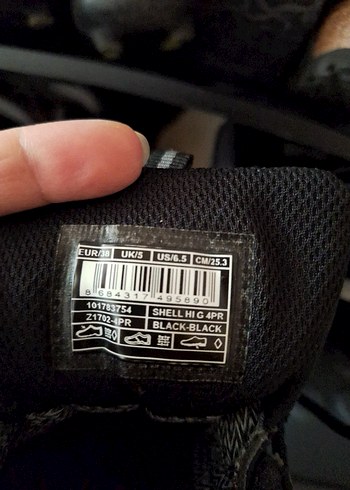 EUR/38 UK/5 US/6.5 CM/25.3
8 684317 495890
101783754 SHELL HI G 4PR
Z1702-4PR BLACK-BLACK